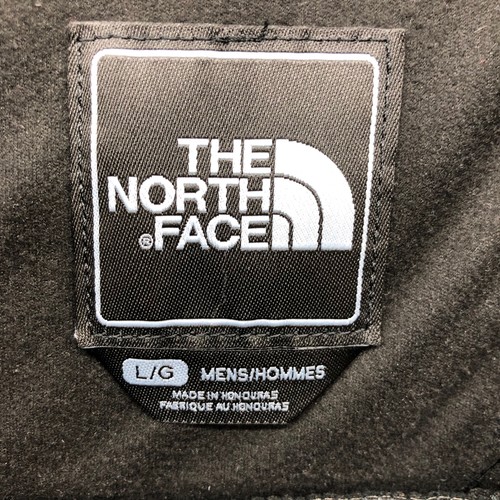 THE
NORTH
®FACE
L/G MENS/HOMMES
MADE IN HONDURAS
FABRIQUE AU HONDURAS